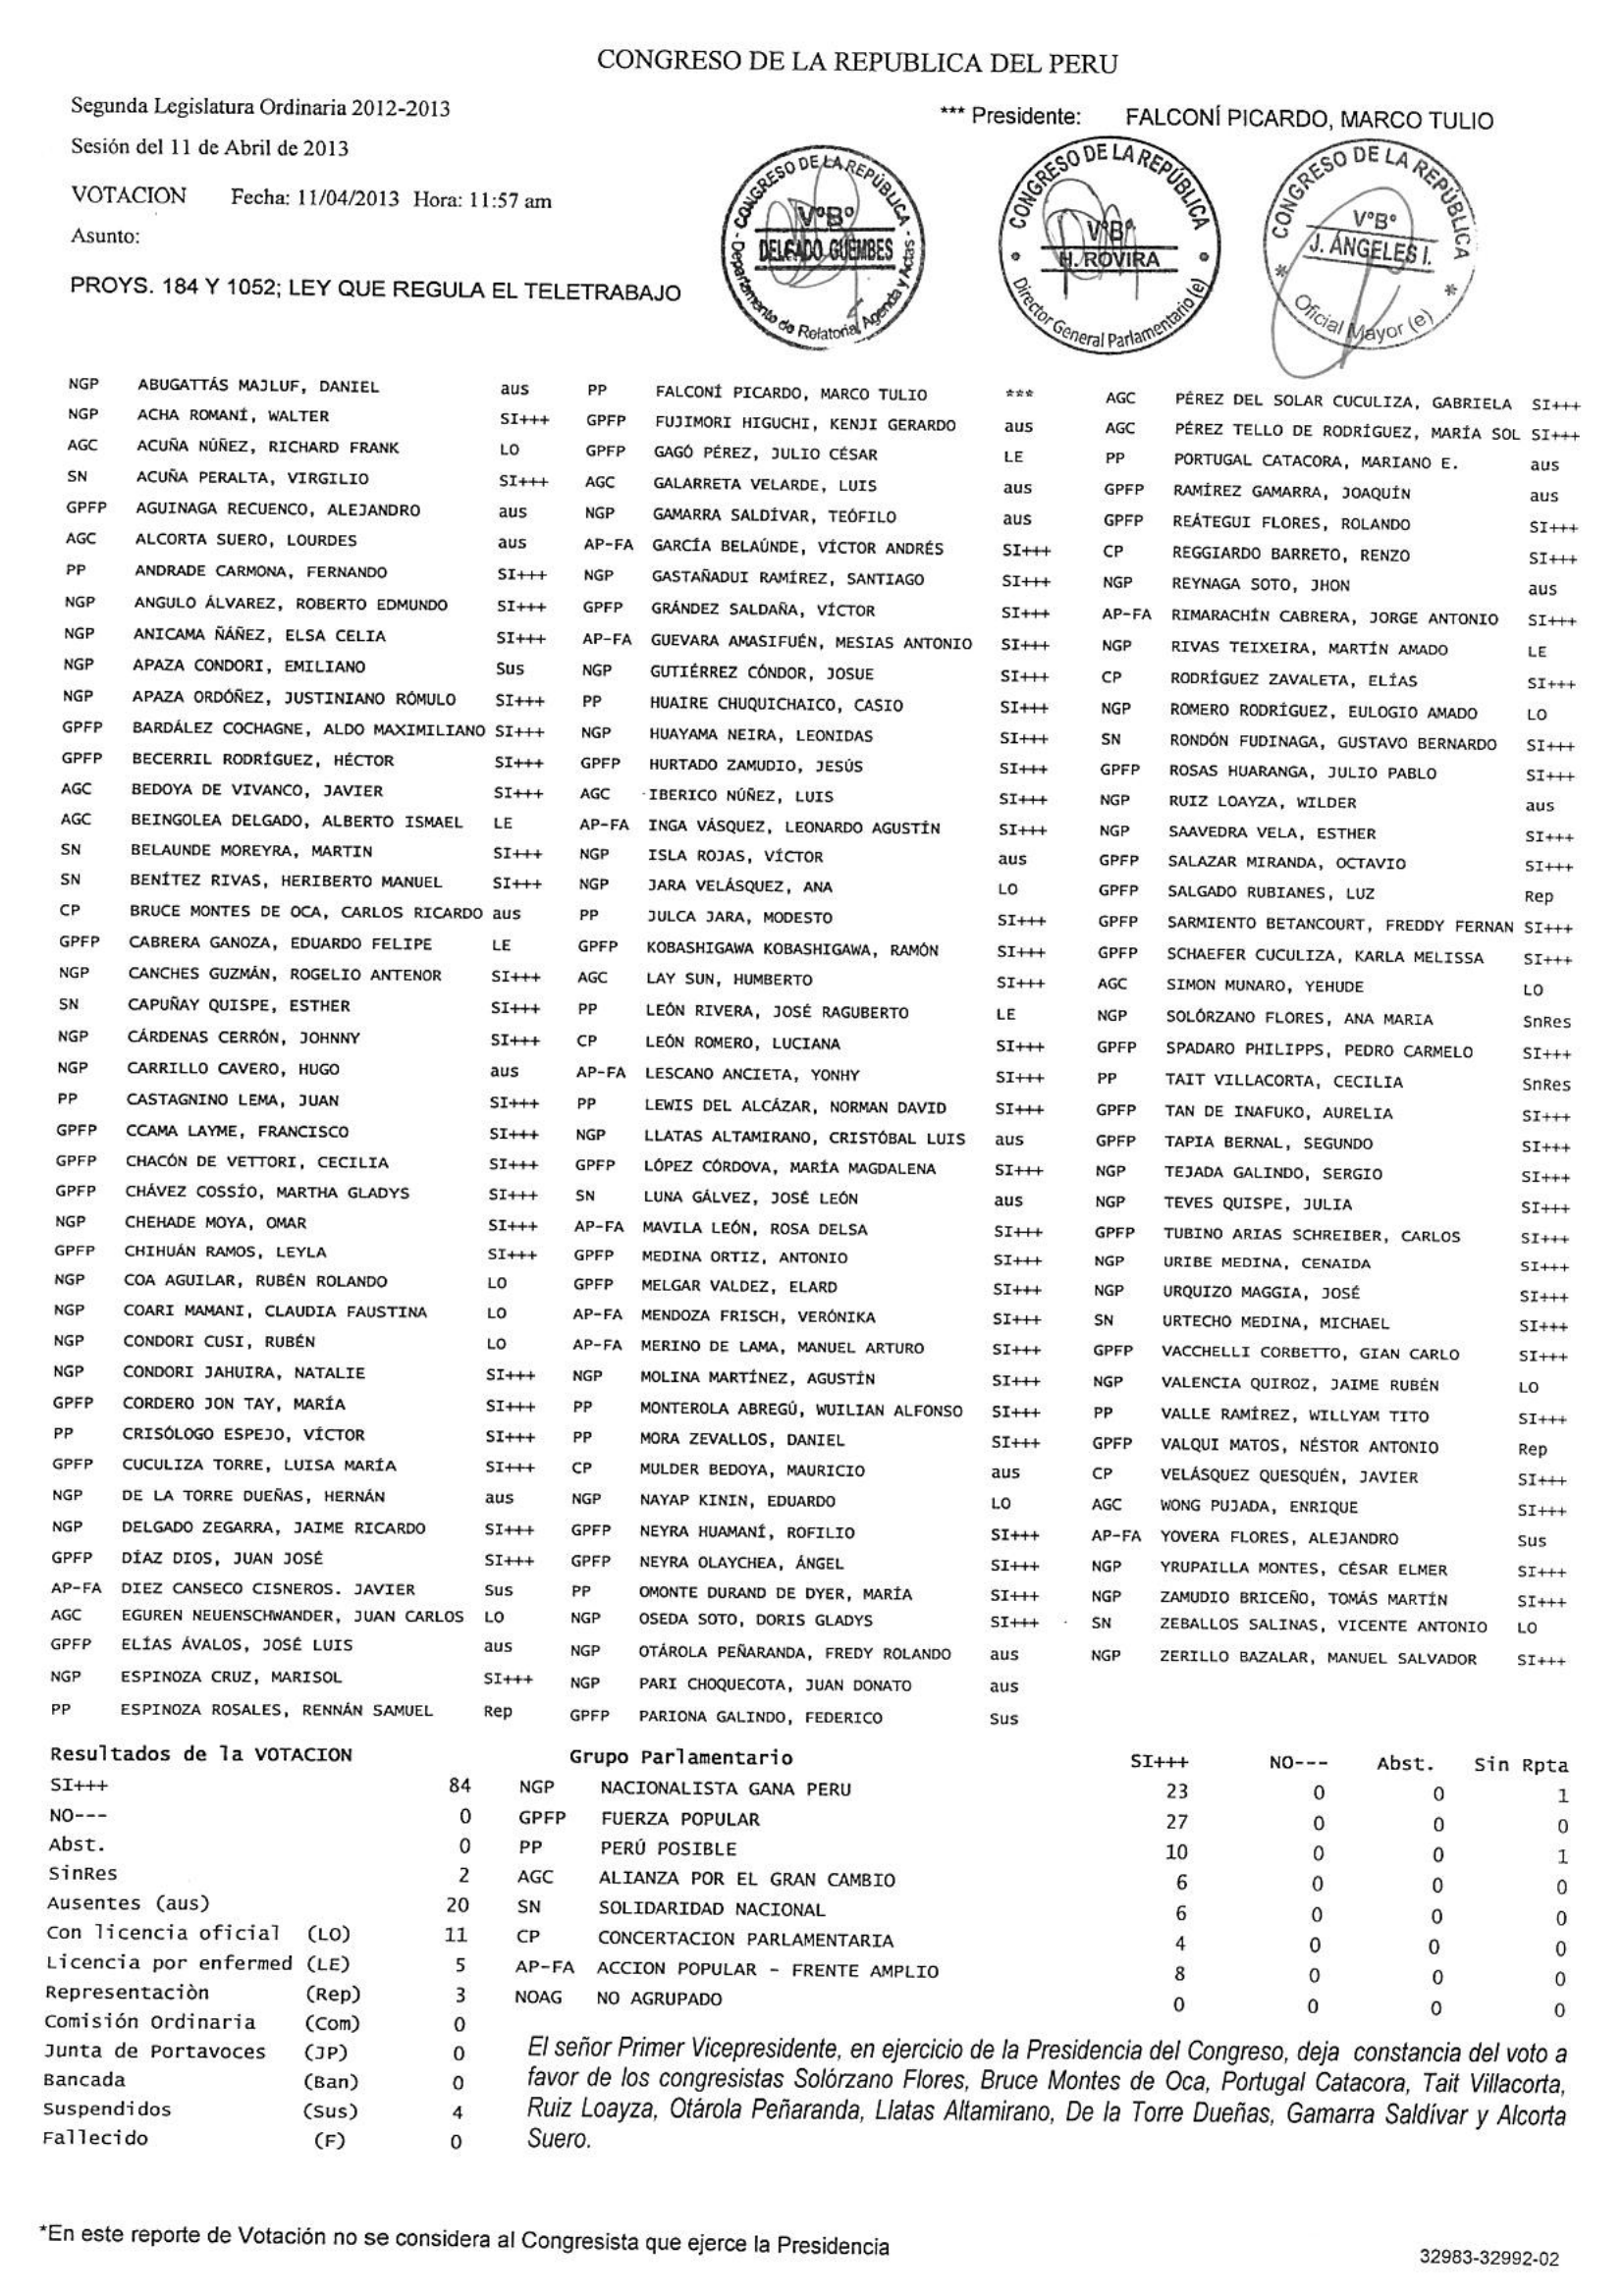 CONGRESO DE LA REPUBLICA DEL PERU
Segunda Legislatura Ordinaria 2012-2013
*** Presidente: FALCONÍ PICARDO, MARCO TULIO
Sesión del 11 de Abril de 2013
VOTACION Fecha: 11/04/2013 Hora: 11:57 am
Asunto:
PROYS. 184 Y 1052; LEY QUE REGULA EL TELETRABAJO
- CONGRESO DE LA REPÚBLICA -
V°B°
DELGADO GUEMBES
Departamento de Relatoria, Agenda y Actas
CONGRESO DE LA REPÚBLICA
V°B°
H. ROVIRA
Director General Parlamentario (e)
CONGRESO DE LA REPÚBLICA
V°B°
J. ÁNGELES I.
Oficial Mayor (e)
NGP ABUGATTÁS MAJLUF, DANIEL aus
NGP ACHA ROMANÍ, WALTER SI+++
AGC ACUÑA NÚÑEZ, RICHARD FRANK LO
SN ACUÑA PERALTA, VIRGILIO SI+++
GPFP AGUINAGA RECUENCO, ALEJANDRO aus
AGC ALCORTA SUERO, LOURDES aus
PP ANDRADE CARMONA, FERNANDO SI+++
NGP ANGULO ÁLVAREZ, ROBERTO EDMUNDO SI+++
NGP ANICAMA ÑÁÑEZ, ELSA CELIA SI+++
NGP APAZA CONDORI, EMILIANO Sus
NGP APAZA ORDÓÑEZ, JUSTINIANO RÓMULO SI+++
GPFP BARDÁLEZ COCHAGNE, ALDO MAXIMILIANO SI+++
GPFP BECERRIL RODRÍGUEZ, HÉCTOR SI+++
AGC BEDOYA DE VIVANCO, JAVIER SI+++
AGC BEINGOLEA DELGADO, ALBERTO ISMAEL LE
SN BELAUNDE MOREYRA, MARTIN SI+++
SN BENÍTEZ RIVAS, HERIBERTO MANUEL SI+++
CP BRUCE MONTES DE OCA, CARLOS RICARDO aus
GPFP CABRERA GANOZA, EDUARDO FELIPE LE
NGP CANCHES GUZMÁN, ROGELIO ANTENOR SI+++
SN CAPUÑAY QUISPE, ESTHER SI+++
NGP CÁRDENAS CERRÓN, JOHNNY SI+++
NGP CARRILLO CAVERO, HUGO aus
PP CASTAGNINO LEMA, JUAN SI+++
GPFP CCAMA LAYME, FRANCISCO SI+++
GPFP CHACÓN DE VETTORI, CECILIA SI+++
GPFP CHÁVEZ COSSÍO, MARTHA GLADYS SI+++
NGP CHEHADE MOYA, OMAR SI+++
GPFP CHIHUÁN RAMOS, LEYLA SI+++
NGP COA AGUILAR, RUBÉN ROLANDO LO
NGP COARI MAMANI, CLAUDIA FAUSTINA LO
NGP CONDORI CUSI, RUBÉN LO
NGP CONDORI JAHUIRA, NATALIE SI+++
GPFP CORDERO JON TAY, MARÍA SI+++
PP CRISÓLOGO ESPEJO, VÍCTOR SI+++
GPFP CUCULIZA TORRE, LUISA MARÍA SI+++
NGP DE LA TORRE DUEÑAS, HERNÁN aus
NGP DELGADO ZEGARRA, JAIME RICARDO SI+++
GPFP DÍAZ DIOS, JUAN JOSÉ SI+++
AP-FA DIEZ CANSECO CISNEROS. JAVIER Sus
AGC EGUREN NEUENSCHWANDER, JUAN CARLOS LO
GPFP ELÍAS ÁVALOS, JOSÉ LUIS aus
NGP ESPINOZA CRUZ, MARISOL SI+++
PP ESPINOZA ROSALES, RENNÁN SAMUEL Rep
PP FALCONÍ PICARDO, MARCO TULIO ***
GPFP FUJIMORI HIGUCHI, KENJI GERARDO aus
GPFP GAGÓ PÉREZ, JULIO CÉSAR LE
AGC GALARRETA VELARDE, LUIS aus
NGP GAMARRA SALDÍVAR, TEÓFILO aus
AP-FA GARCÍA BELAÚNDE, VÍCTOR ANDRÉS SI+++
NGP GASTAÑADUI RAMÍREZ, SANTIAGO SI+++
GPFP GRÁNDEZ SALDAÑA, VÍCTOR SI+++
AP-FA GUEVARA AMASIFUÉN, MESIAS ANTONIO SI+++
NGP GUTIÉRREZ CÓNDOR, JOSUE SI+++
PP HUAIRE CHUQUICHAICO, CASIO SI+++
NGP HUAYAMA NEIRA, LEONIDAS SI+++
GPFP HURTADO ZAMUDIO, JESÚS SI+++
AGC IBERICO NÚÑEZ, LUIS SI+++
AP-FA INGA VÁSQUEZ, LEONARDO AGUSTÍN SI+++
NGP ISLA ROJAS, VÍCTOR aus
NGP JARA VELÁSQUEZ, ANA LO
PP JULCA JARA, MODESTO SI+++
GPFP KOBASHIGAWA KOBASHIGAWA, RAMÓN SI+++
AGC LAY SUN, HUMBERTO SI+++
PP LEÓN RIVERA, JOSÉ RAGUBERTO LE
CP LEÓN ROMERO, LUCIANA SI+++
AP-FA LESCANO ANCIETA, YONHY SI+++
PP LEWIS DEL ALCÁZAR, NORMAN DAVID SI+++
NGP LLATAS ALTAMIRANO, CRISTÓBAL LUIS aus
GPFP LÓPEZ CÓRDOVA, MARÍA MAGDALENA SI+++
SN LUNA GÁLVEZ, JOSÉ LEÓN aus
AP-FA MAVILA LEÓN, ROSA DELSA SI+++
GPFP MEDINA ORTIZ, ANTONIO SI+++
GPFP MELGAR VALDEZ, ELARD SI+++
AP-FA MENDOZA FRISCH, VERÓNIKA SI+++
AP-FA MERINO DE LAMA, MANUEL ARTURO SI+++
NGP MOLINA MARTÍNEZ, AGUSTÍN SI+++
PP MONTEROLA ABREGÚ, WUILIAN ALFONSO SI+++
PP MORA ZEVALLOS, DANIEL SI+++
CP MULDER BEDOYA, MAURICIO aus
NGP NAYAP KININ, EDUARDO LO
GPFP NEYRA HUAMANÍ, ROFILIO SI+++
GPFP NEYRA OLAYCHEA, ÁNGEL SI+++
PP OMONTE DURAND DE DYER, MARÍA SI+++
NGP OSEDA SOTO, DORIS GLADYS SI+++
NGP OTÁROLA PEÑARANDA, FREDY ROLANDO aus
NGP PARI CHOQUECOTA, JUAN DONATO aus
GPFP PARIONA GALINDO, FEDERICO Sus
AGC PÉREZ DEL SOLAR CUCULIZA, GABRIELA SI+++
AGC PÉREZ TELLO DE RODRÍGUEZ, MARÍA SOL SI+++
PP PORTUGAL CATACORA, MARIANO E. aus
GPFP RAMÍREZ GAMARRA, JOAQUÍN aus
GPFP REÁTEGUI FLORES, ROLANDO SI+++
CP REGGIARDO BARRETO, RENZO SI+++
NGP REYNAGA SOTO, JHON aus
AP-FA RIMARACHÍN CABRERA, JORGE ANTONIO SI+++
NGP RIVAS TEIXEIRA, MARTÍN AMADO LE
CP RODRÍGUEZ ZAVALETA, ELÍAS SI+++
NGP ROMERO RODRÍGUEZ, EULOGIO AMADO LO
SN RONDÓN FUDINAGA, GUSTAVO BERNARDO SI+++
GPFP ROSAS HUARANGA, JULIO PABLO SI+++
NGP RUIZ LOAYZA, WILDER aus
NGP SAAVEDRA VELA, ESTHER SI+++
GPFP SALAZAR MIRANDA, OCTAVIO SI+++
GPFP SALGADO RUBIANES, LUZ Rep
GPFP SARMIENTO BETANCOURT, FREDDY FERNAN SI+++
GPFP SCHAEFER CUCULIZA, KARLA MELISSA SI+++
AGC SIMON MUNARO, YEHUDE LO
NGP SOLÓRZANO FLORES, ANA MARIA SnRes
GPFP SPADARO PHILIPPS, PEDRO CARMELO SI+++
PP TAIT VILLACORTA, CECILIA SnRes
GPFP TAN DE INAFUKO, AURELIA SI+++
GPFP TAPIA BERNAL, SEGUNDO SI+++
NGP TEJADA GALINDO, SERGIO SI+++
NGP TEVES QUISPE, JULIA SI+++
GPFP TUBINO ARIAS SCHREIBER, CARLOS SI+++
NGP URIBE MEDINA, CENAIDA SI+++
NGP URQUIZO MAGGIA, JOSÉ SI+++
SN URTECHO MEDINA, MICHAEL SI+++
GPFP VACCHELLI CORBETTO, GIAN CARLO SI+++
NGP VALENCIA QUIROZ, JAIME RUBÉN LO
PP VALLE RAMÍREZ, WILLYAM TITO SI+++
GPFP VALQUI MATOS, NÉSTOR ANTONIO Rep
CP VELÁSQUEZ QUESQUÉN, JAVIER SI+++
AGC WONG PUJADA, ENRIQUE SI+++
AP-FA YOVERA FLORES, ALEJANDRO Sus
NGP YRUPAILLA MONTES, CÉSAR ELMER SI+++
NGP ZAMUDIO BRICEÑO, TOMÁS MARTÍN SI+++
SN ZEBALLOS SALINAS, VICENTE ANTONIO LO
NGP ZERILLO BAZALAR, MANUEL SALVADOR SI+++
Resultados de la VOTACION
SI+++ 84
NO--- 0
Abst. 0
SinRes 2
Ausentes (aus) 20
Con licencia oficial (LO) 11
Licencia por enfermed (LE) 5
Representaciòn (Rep) 3
Comisión Ordinaria (Com) 0
Junta de Portavoces (JP) 0
Bancada (Ban) 0
Suspendidos (Sus) 4
Fallecido (F) 0
Grupo Parlamentario SI+++ NO--- Abst. Sin Rpta
NGP NACIONALISTA GANA PERU 23 0 0 1
GPFP FUERZA POPULAR 27 0 0 0
PP PERÚ POSIBLE 10 0 0 1
AGC ALIANZA POR EL GRAN CAMBIO 6 0 0 0
SN SOLIDARIDAD NACIONAL 6 0 0 0
CP CONCERTACION PARLAMENTARIA 4 0 0 0
AP-FA ACCION POPULAR - FRENTE AMPLIO 8 0 0 0
NOAG NO AGRUPADO 0 0 0 0
El señor Primer Vicepresidente, en ejercicio de la Presidencia del Congreso, deja constancia del voto a
favor de los congresistas Solórzano Flores, Bruce Montes de Oca, Portugal Catacora, Tait Villacorta,
Ruiz Loayza, Otárola Peñaranda, Llatas Altamirano, De la Torre Dueñas, Gamarra Saldívar y Alcorta
Suero.
*En este reporte de Votación no se considera al Congresista que ejerce la Presidencia
32983-32992-02